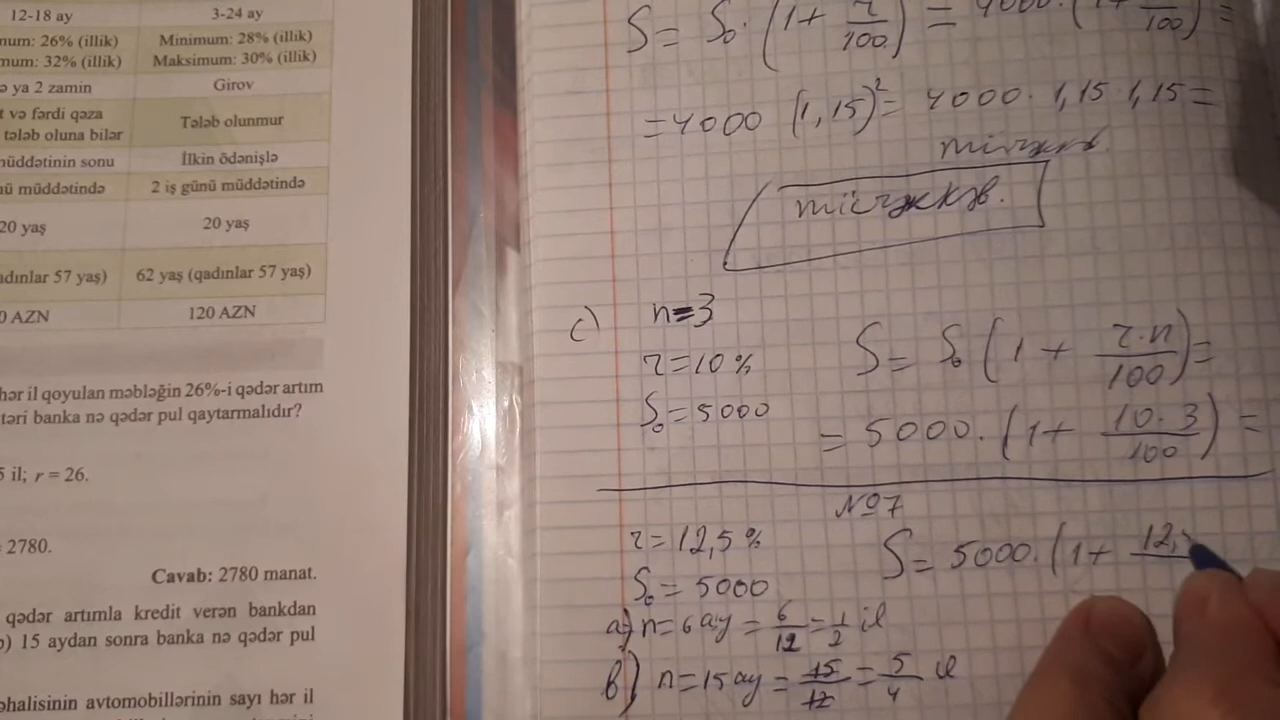 12-18 ay 3-24 ay
num: 26% (illik) Minimum: 28% (illik)
mum: 32% (illik) Maksimum: 30% (illik)
ə ya 2 zamin Girov
t və fərdi qəza
tələb oluna bilər Tələb olunmur
müddətinin sonu İlkin ödənişlə
nü müddətində 2 iş günü müddətində
20 yaş 20 yaş
adınlar 57 yaş) 62 yaş (qadınlar 57 yaş)
0 AZN 120 AZN
hər il qoyulan məbləğin 26%-i qədər artım
təri banka nə qədər pul qaytarmalıdır?
5 il; r = 26.
= 2780.
Cavab: 2780 manat.
qədər artımla kredit verən bankdan
b) 15 aydan sonra banka nə qədər pul
əhalisinin avtomobillərinin sayı hər il
S = S₀ · (1 + r/100) = 4000 · (1+ /100) =
= 4000 (1,15)² = 4000 · 1,15 1,15 =
c) n=3
r = 10 %
S₀ = 5000
S = S₀ (1 + r·n/100) =
= 5000 · (1 + 10·3/100) =
№7
r = 12,5 %
S₀ = 5000
S = 5000 · (1 + 12,
a) n = 6 ay = 6/12 = 1/2 il
b) n = 15 ay = 15/12 = 5/4 il